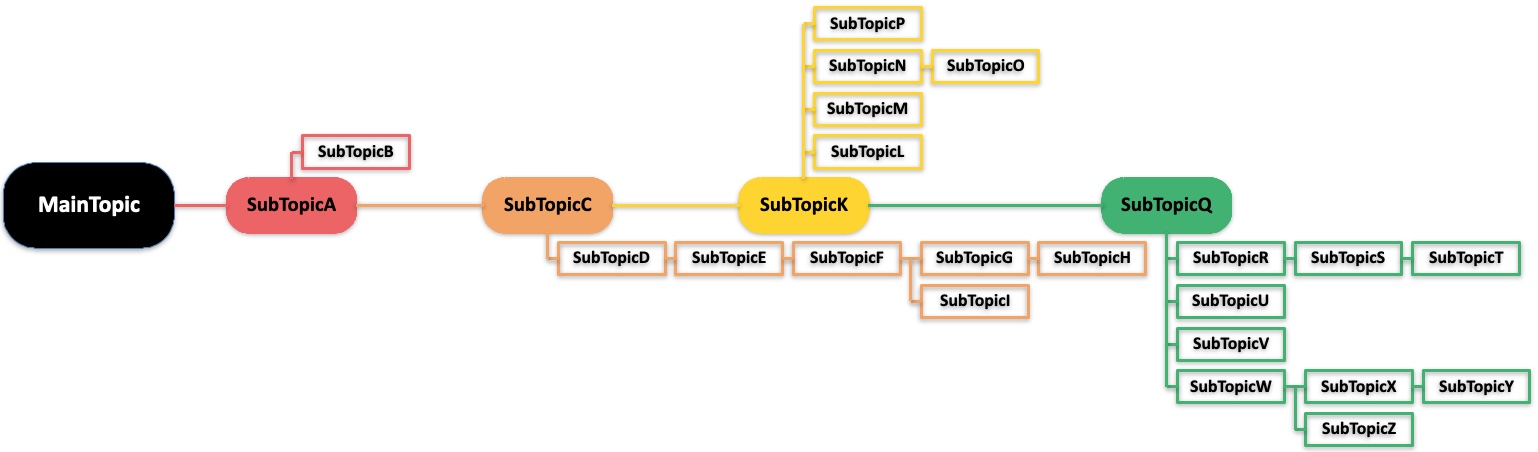 SubTopicP
SubTopicN SubTopicO
SubTopicM
SubTopicB SubTopicL
MainTopic SubTopicA SubTopicC SubTopicK SubTopicQ
SubTopicD SubTopicE SubTopicF SubTopicG SubTopicH SubTopicR SubTopicS SubTopicT
SubTopicI SubTopicU
SubTopicV
SubTopicW SubTopicX SubTopicY
SubTopicZ